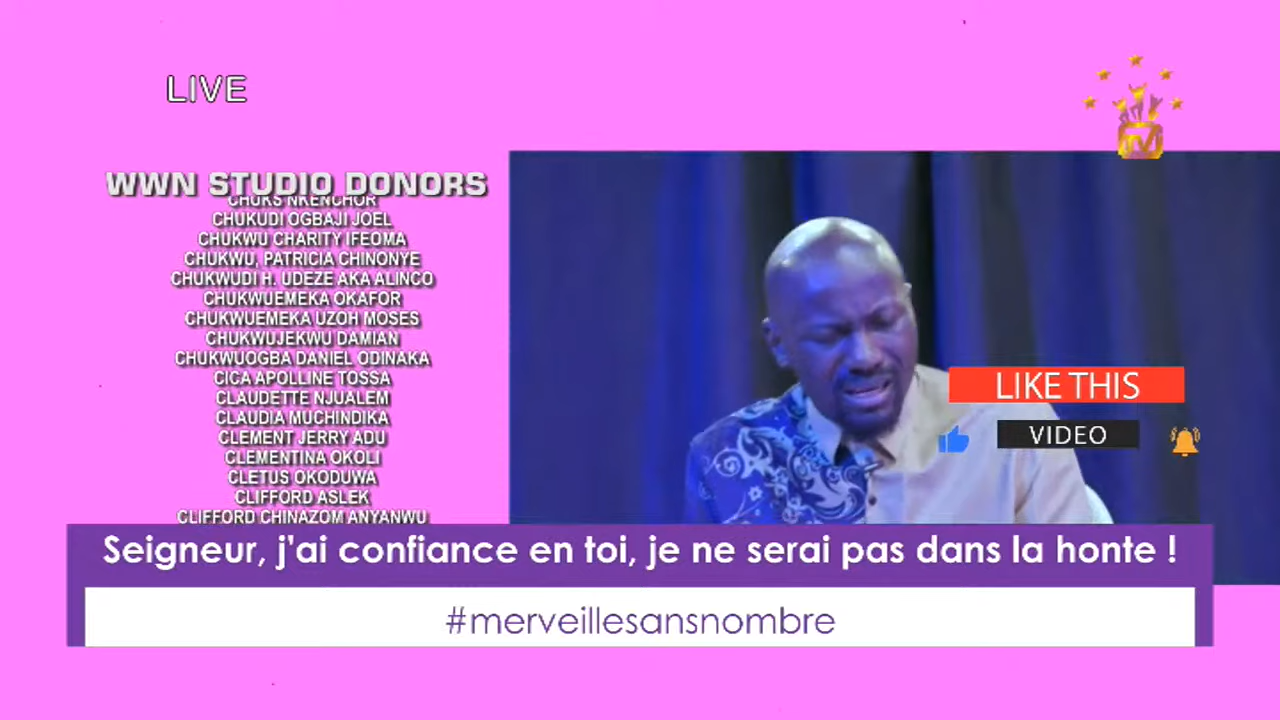 LIVE
TV
WWN STUDIO DONORS
CHUKS NKENCHOR
CHUKUDI OGBAJI JOEL
CHUKWU CHARITY IFEOMA
CHUKWU, PATRICIA CHINONYE
CHUKWUDI H. UDEZE AKA ALINCO
CHUKWUEMEKA OKAFOR
CHUKWUEMEKA UZOH MOSES
CHUKWUJEKWU DAMIAN
CHUKWUOGBA DANIEL ODINAKA
CICA APOLLINE TOSSA
CLAUDETTE NJUALEM
CLAUDIA MUCHINDIKA
CLEMENT JERRY ADU
CLEMENTINA OKOLI
CLETUS OKODUWA
CLIFFORD ASLEK
CLIFFORD CHINAZOM ANYANWU
LIKE THIS
VIDEO
Seigneur, j'ai confiance en toi, je ne serai pas dans la honte !
#merveillesansnombre